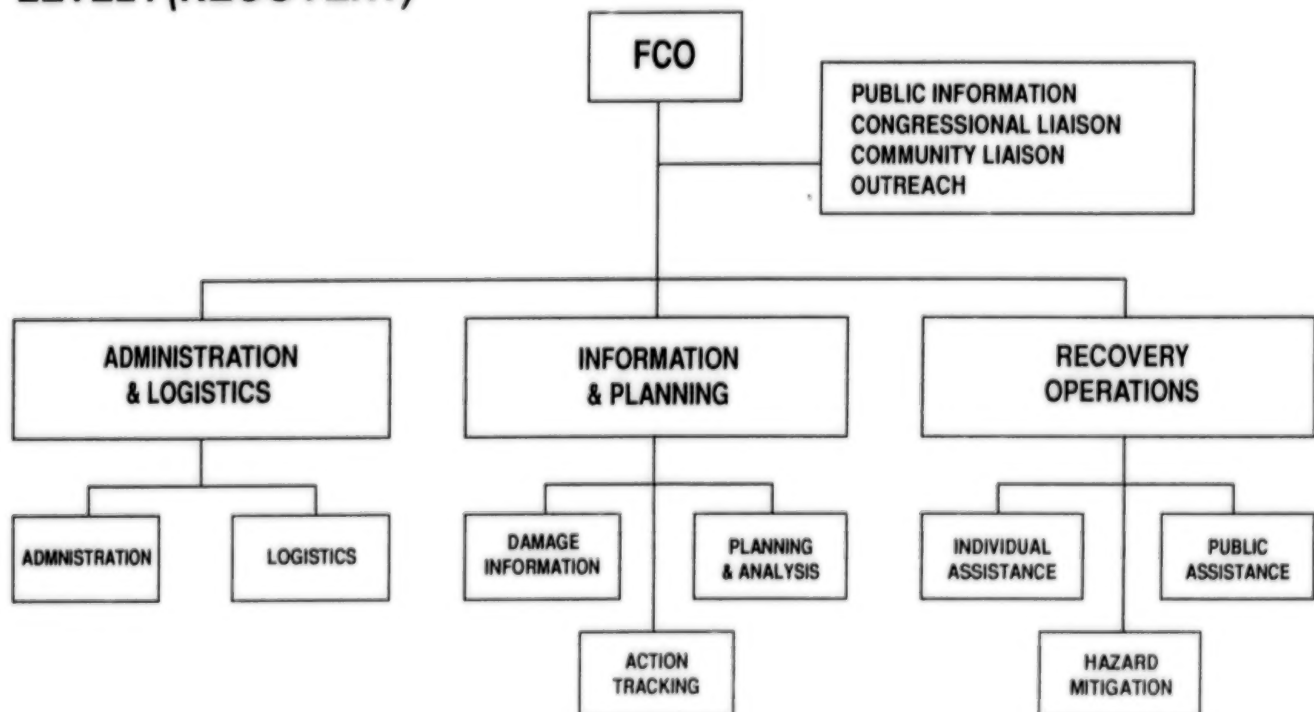 FCO
PUBLIC INFORMATION
CONGRESSIONAL LIAISON
COMMUNITY LIAISON
OUTREACH
ADMINISTRATION
& LOGISTICS
INFORMATION
& PLANNING
RECOVERY
OPERATIONS
ADMNISTRATION
LOGISTICS
DAMAGE
INFORMATION
PLANNING
& ANALYSIS
INDIVIDUAL
ASSISTANCE
PUBLIC
ASSISTANCE
ACTION
TRACKING
HAZARD
MITIGATION